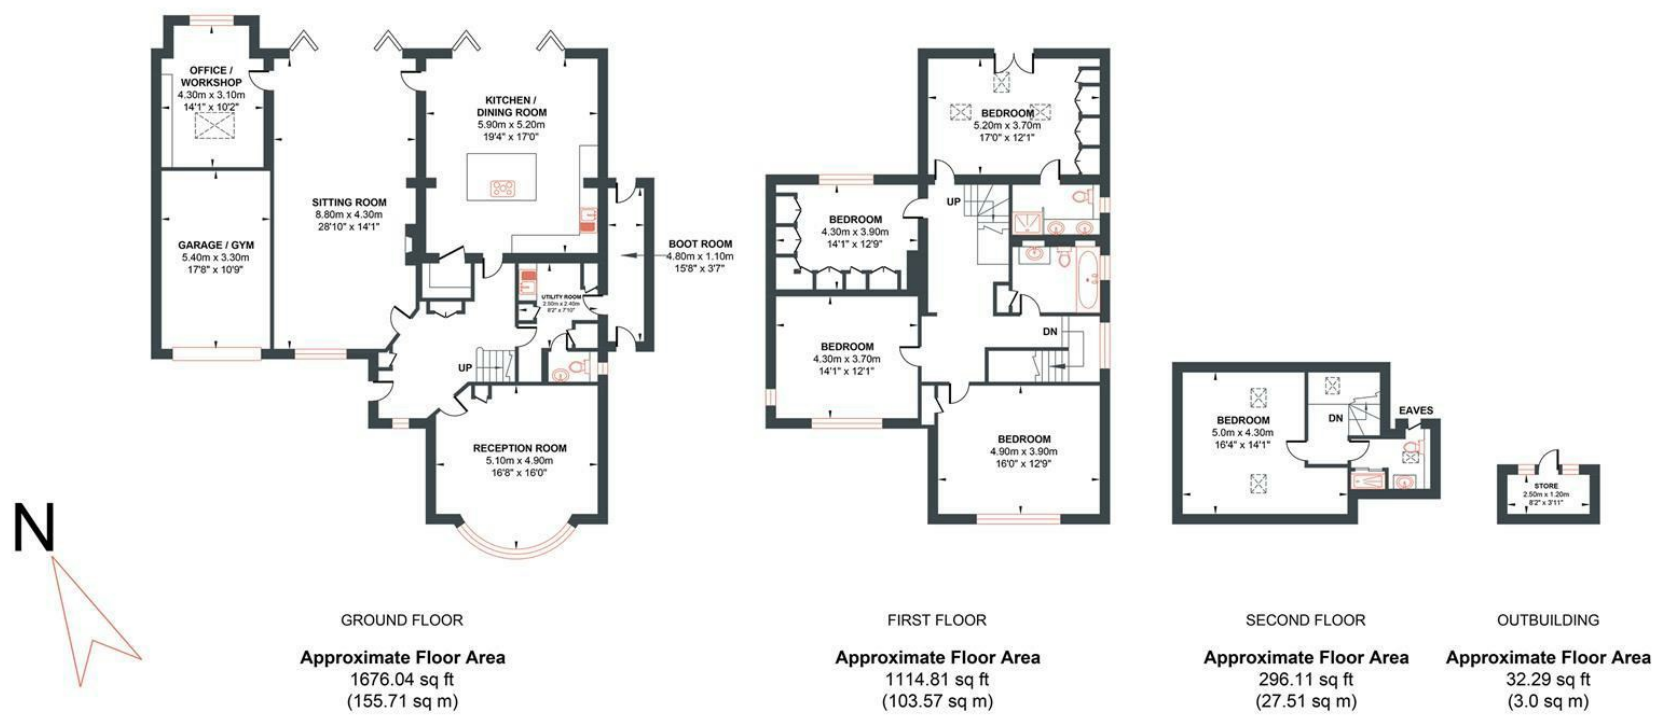 OFFICE /
WORKSHOP
4.30m x 3.10m
14'1" x 10'2"
KITCHEN /
DINING ROOM
5.90m x 5.20m
19'4" x 17'0"
SITTING ROOM
8.80m x 4.30m
28'10" x 14'1"
GARAGE / GYM
5.40m x 3.30m
17'8" x 10'9"
BOOT ROOM
4.80m x 1.10m
15'8" x 3'7"
UTILITY ROOM
2.50m x 2.40m
8'2" x 7'10"
UP
RECEPTION ROOM
5.10m x 4.90m
16'8" x 16'0"
BEDROOM
5.20m x 3.70m
17'0" x 12'1"
UP
BEDROOM
4.30m x 3.90m
14'1" x 12'9"
DN
BEDROOM
4.30m x 3.70m
14'1" x 12'1"
BEDROOM
4.90m x 3.90m
16'0" x 12'9"
DN
EAVES
BEDROOM
5.0m x 4.30m
16'4" x 14'1"
STORE
2.50m x 1.20m
8'2" x 3'11"
N
GROUND FLOOR
Approximate Floor Area
1676.04 sq ft
(155.71 sq m)
FIRST FLOOR
Approximate Floor Area
1114.81 sq ft
(103.57 sq m)
SECOND FLOOR
Approximate Floor Area
296.11 sq ft
(27.51 sq m)
OUTBUILDING
Approximate Floor Area
32.29 sq ft
(3.0 sq m)